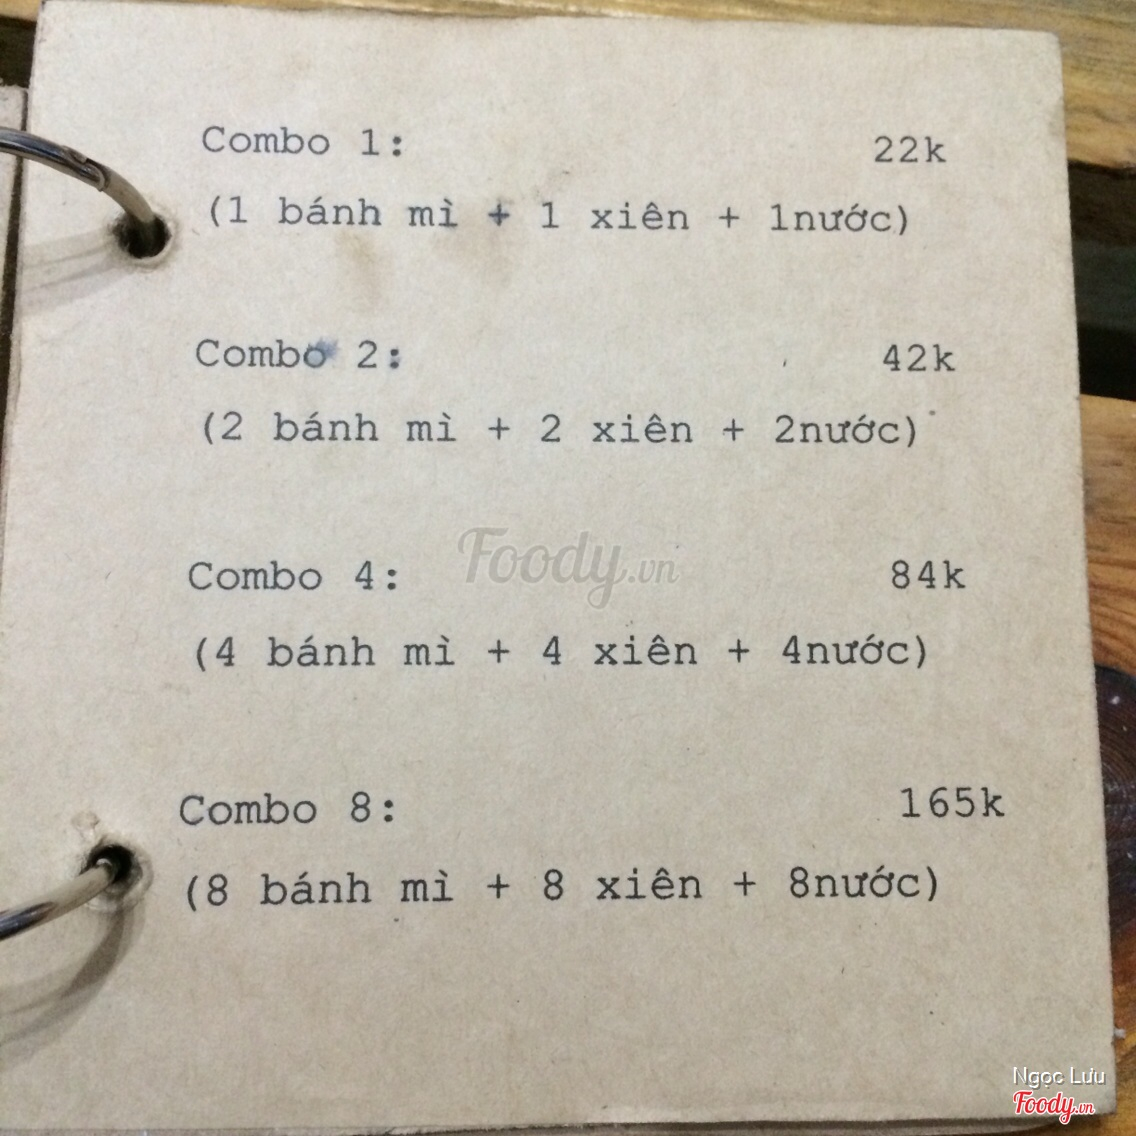 Combo 1: 22k
(1 bánh mì + 1 xiên + 1nước)
Combo 2: 42k
(2 bánh mì + 2 xiên + 2nước)
Foody.vn
Combo 4: 84k
(4 bánh mì + 4 xiên + 4nước)
Combo 8: 165k
(8 bánh mì + 8 xiên + 8nước)
Ngọc Lưu
Foody.vn